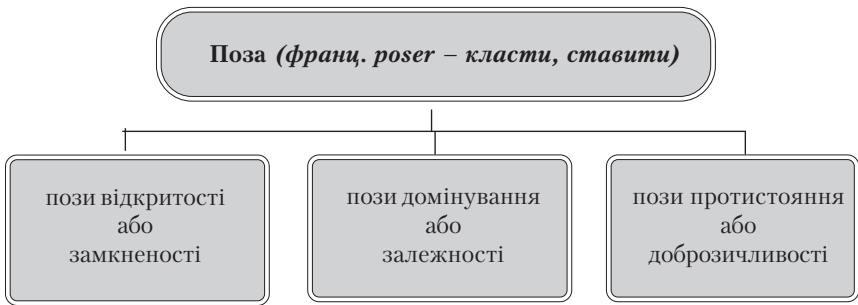 Поза (франц. poser – класти, ставити)
пози відкритості
або
замкненості
пози домінування
або
залежності
пози протистояння
або
доброзичливості